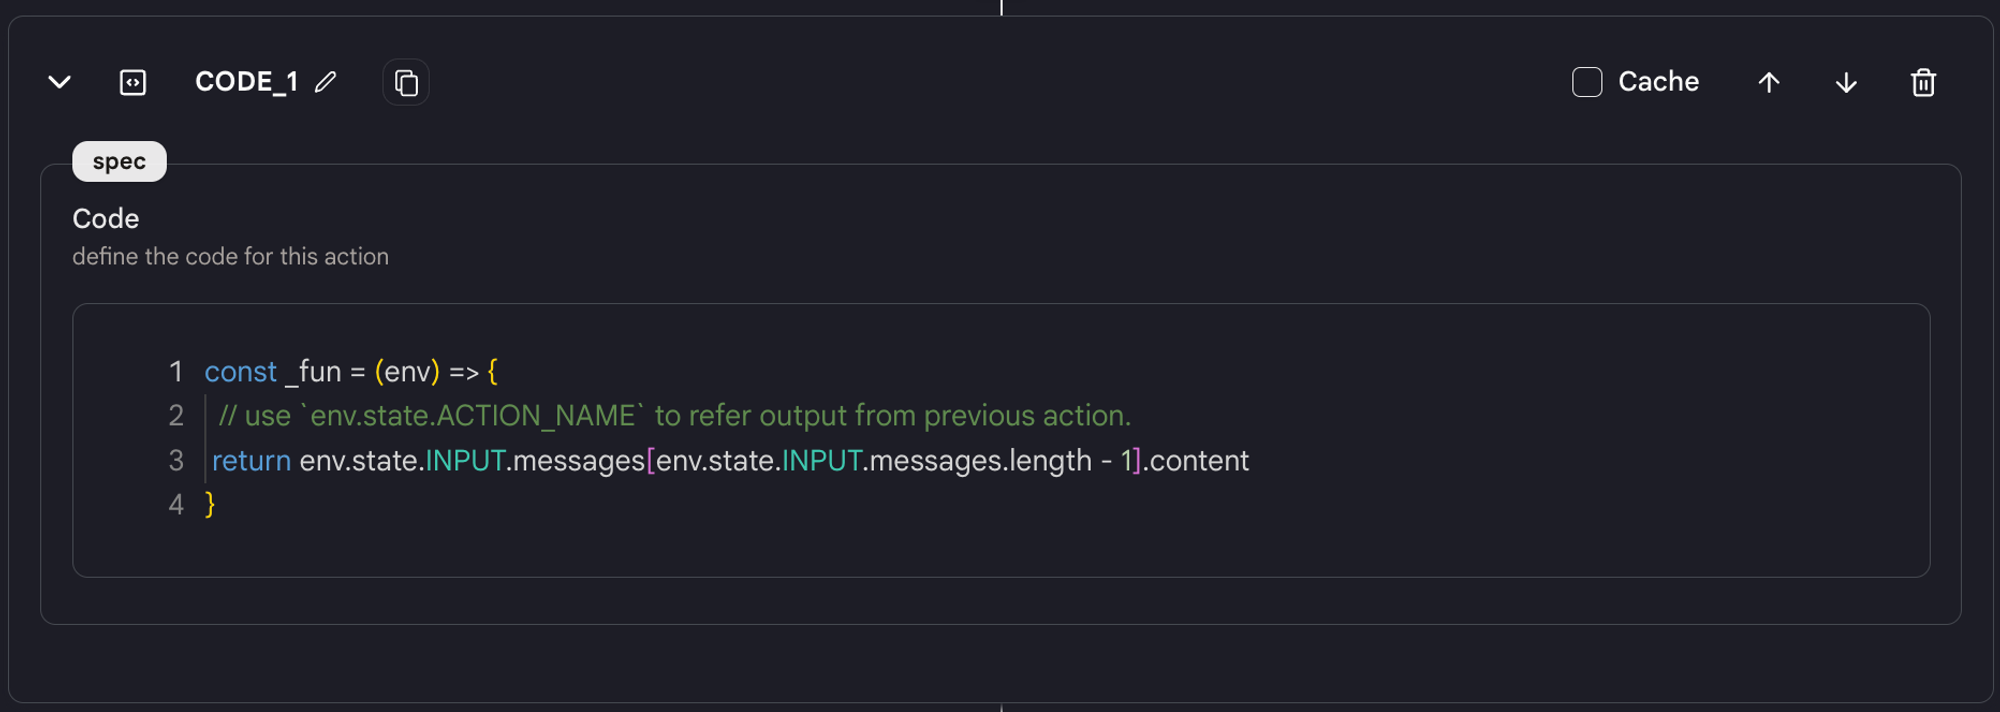 CODE_1
Cache
spec
Code
define the code for this action
1 const _fun = (env) => {
2 // use `env.state.ACTION_NAME` to refer output from previous action.
3 return env.state.INPUT.messages[env.state.INPUT.messages.length - 1].content
4 }